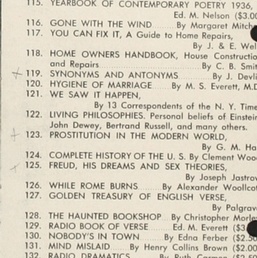 115. YEARBOOK OF CONTEMPORARY POETRY 1936,
Ed. M. Nelson ($3.00
116. GONE WITH THE WIND By Margaret Mitch
117. YOU CAN FIX IT, A Guide to Home Repairs,
By J. & E. Wel
118. HOME OWNERS HANDBOOK, House Constructio
and Repairs By C. B. Smit
119. SYNONYMS AND ANTONYMS By J. Devli
120. HYGIENE OF MARRIAGE By M. S. Everett, M.D
121. WE SAW IT HAPPEN,
By 13 Correspondents of the N. Y. Time
122. LIVING PHILOSOPHIES. Personal beliefs of Einstein
John Dewey, Bertrand Russell, and many others.
123. PROSTITUTION IN THE MODERN WORLD,
By G. M. Ha
124. COMPLETE HISTORY OF THE U. S. By Clement Wood
125. FREUD, HIS DREAMS AND SEX THEORIES,
By Joseph Jastrow
126. WHILE ROME BURNS By Alexander Woollcot
127. GOLDEN TREASURY OF ENGLISH VERSE,
By Palgrav
128. THE HAUNTED BOOKSHOP By Christopher Morle
129. RADIO BOOK OF VERSE Ed. M. Everett ($3
130. NOBODY'S IN TOWN By Edna Ferber ($2.50
131. MIND MISLAID By Henry Collins Brown ($2.00
132. RADIO DRAMATICS By Ruth